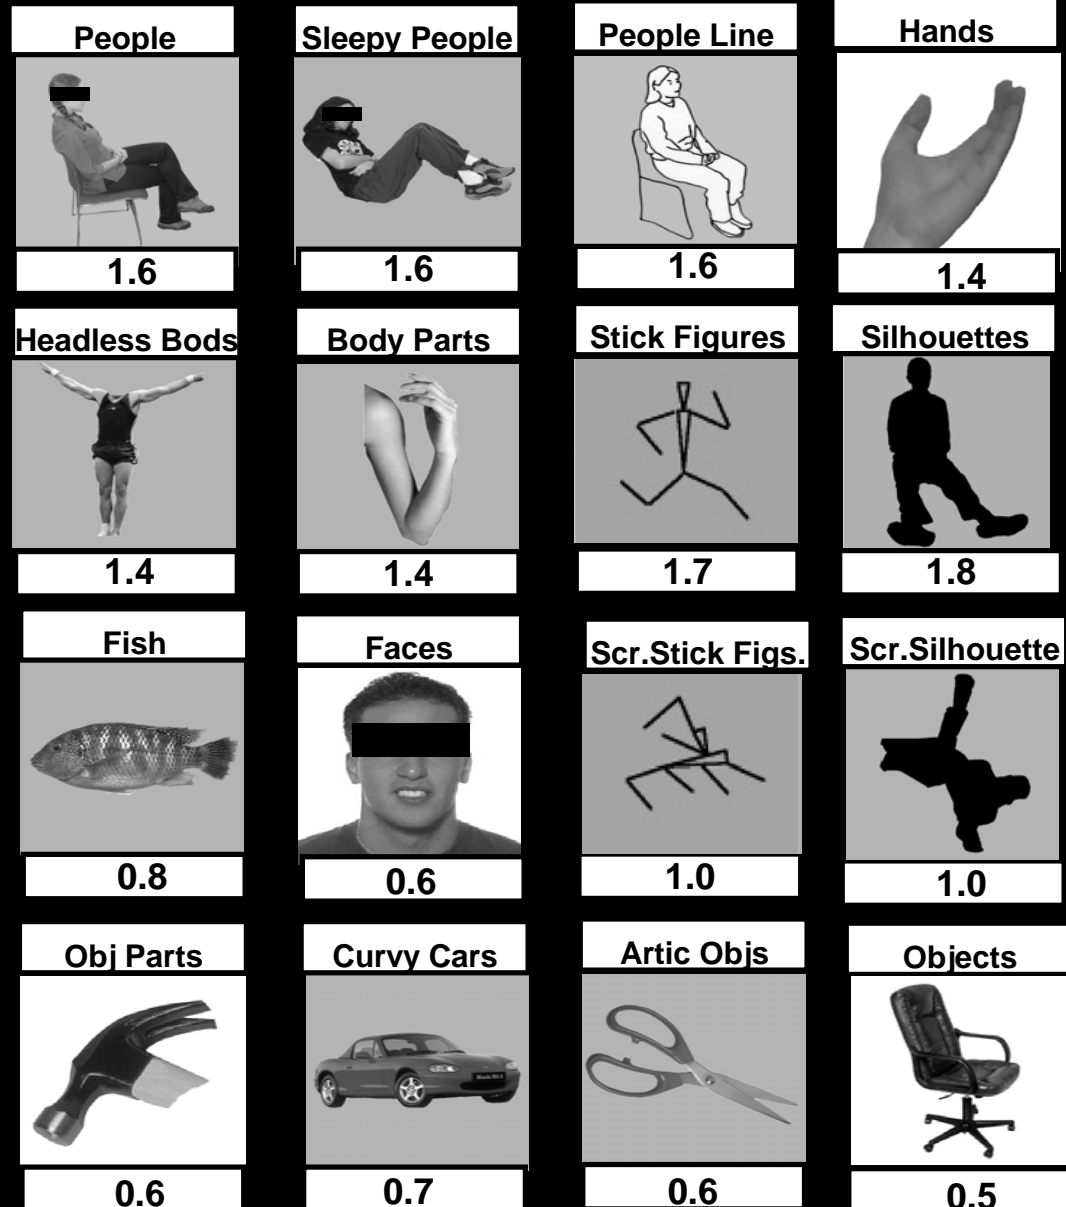 People
Sleepy People
People Line
Hands
1.6
1.6
1.6
1.4
Headless Bods
Body Parts
Stick Figures
Silhouettes
1.4
1.4
1.7
1.8
Fish
Faces
Scr.Stick Figs.
Scr.Silhouette
0.8
0.6
1.0
1.0
Obj Parts
Curvy Cars
Artic Objs
Objects
0.6
0.7
0.6
0.5